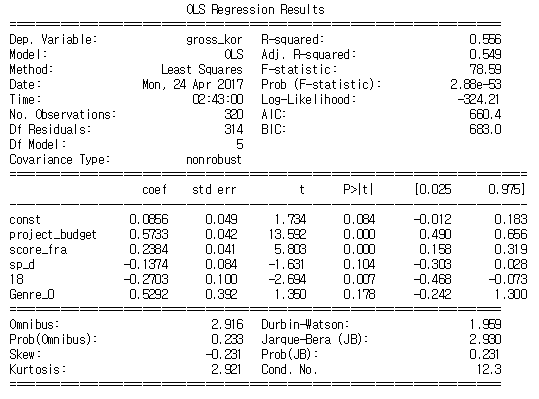 OLS Regression Results
Dep. Variable: gross_kor R-squared: 0.556
Model: OLS Adj. R-squared: 0.549
Method: Least Squares F-statistic: 78.59
Date: Mon, 24 Apr 2017 Prob (F-statistic): 2.88e-53
Time: 02:43:00 Log-Likelihood: -324.21
No. Observations: 320 AIC: 660.4
Df Residuals: 314 BIC: 683.0
Df Model: 5
Covariance Type: nonrobust
coef std err t P>|t| [0.025 0.975]
const 0.0856 0.049 1.734 0.084 -0.012 0.183
project_budget 0.5733 0.042 13.592 0.000 0.490 0.656
score_fra 0.2384 0.041 5.803 0.000 0.158 0.319
sp_d -0.1374 0.084 -1.631 0.104 -0.303 0.028
18 -0.2703 0.100 -2.694 0.007 -0.468 -0.073
Genre_O 0.5292 0.392 1.350 0.178 -0.242 1.300
Omnibus: 2.916 Durbin-Watson: 1.959
Prob(Omnibus): 0.233 Jarque-Bera (JB): 2.930
Skew: -0.231 Prob(JB): 0.231
Kurtosis: 2.921 Cond. No. 12.3